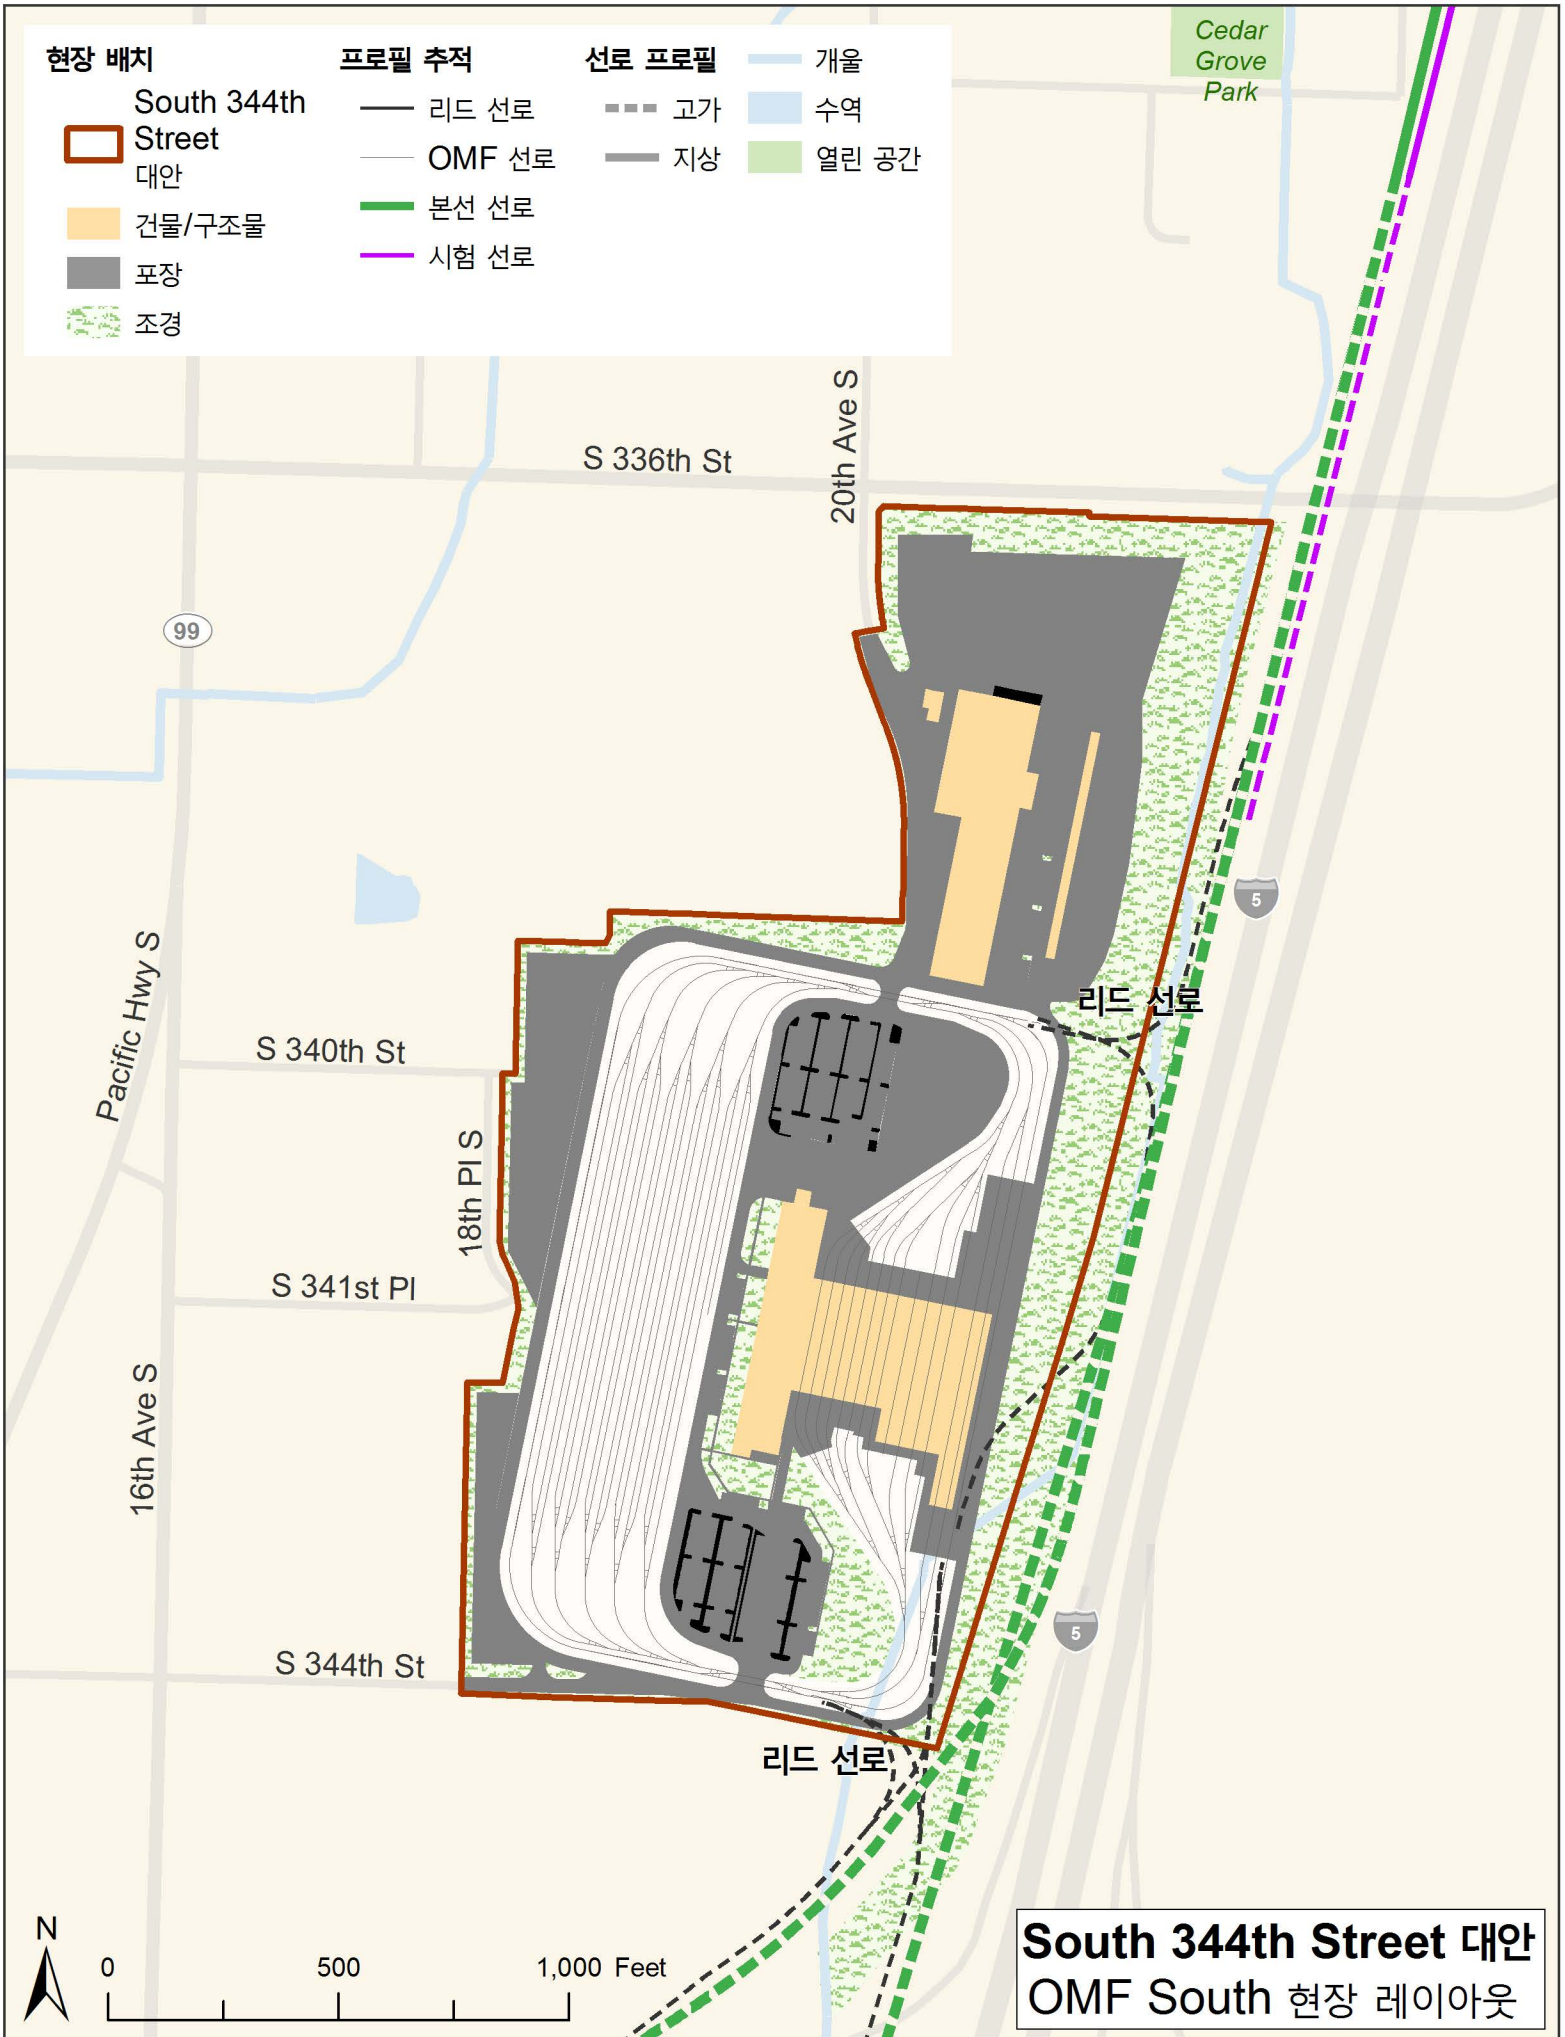 현장 배치
South 344th
Street
대안
건물/구조물
포장
조경
프로필 추적
리드 선로
OMF 선로
본선 선로
시험 선로
선로 프로필
고가
지상
개울
수역
열린 공간
Cedar
Grove
Park
S 336th St
20th Ave S
99
5
Pacific Hwy S
리드 선로
S 340th St
18th Pl S
S 341st Pl
16th Ave S
5
S 344th St
리드 선로
N
0 500 1,000 Feet
South 344th Street 대안
OMF South 현장 레이아웃